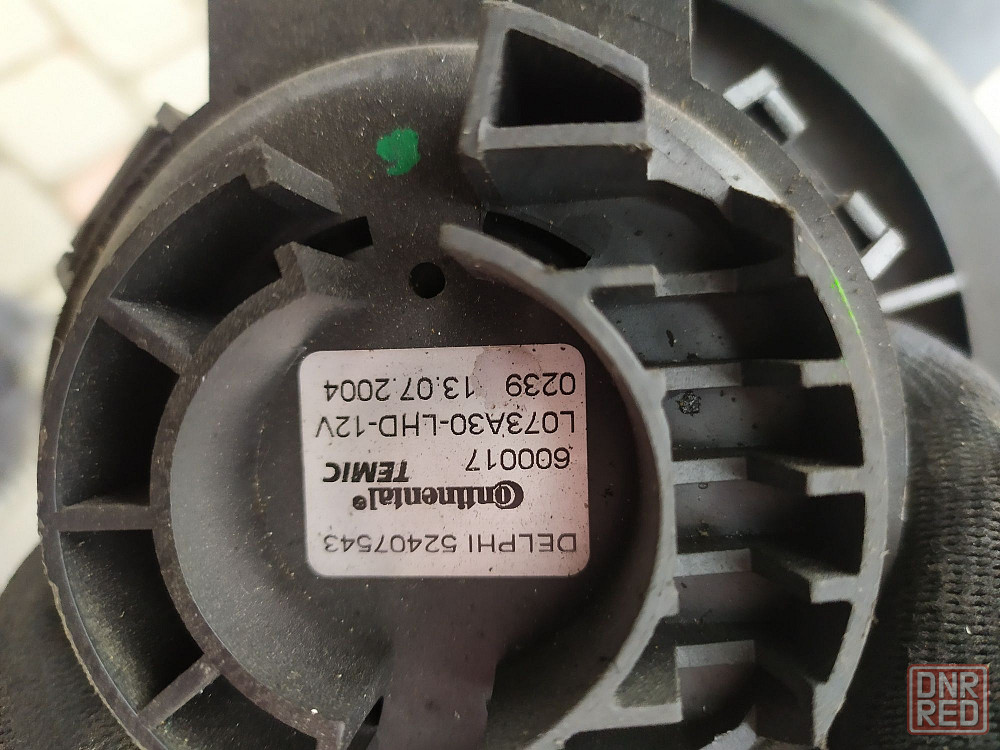 DELPHI 52407543
Continental®
TEMIC
600017
L073A30-LHD-12V
0239 13.07.2004
DNR
RED